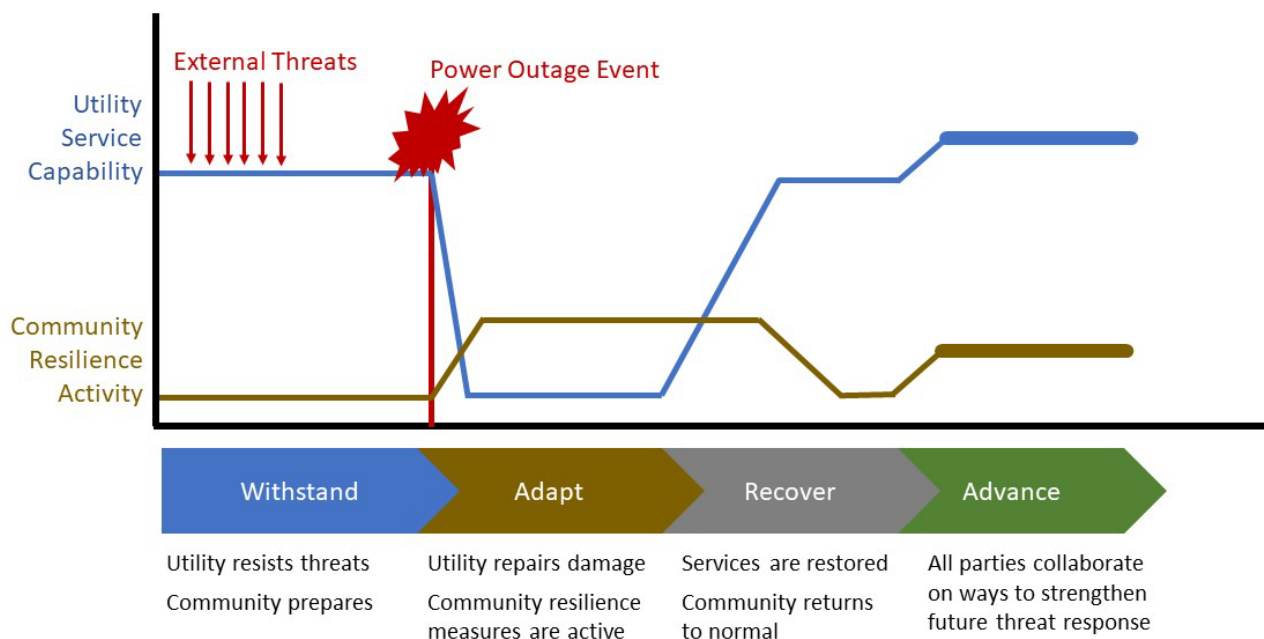 External Threats
Power Outage Event
Utility
Service
Capability
Community
Resilience
Activity
Withstand
Adapt
Recover
Advance
Utility resists threats
Community prepares
Utility repairs damage
Community resilience
measures are active
Services are restored
Community returns
to normal
All parties collaborate
on ways to strengthen
future threat response